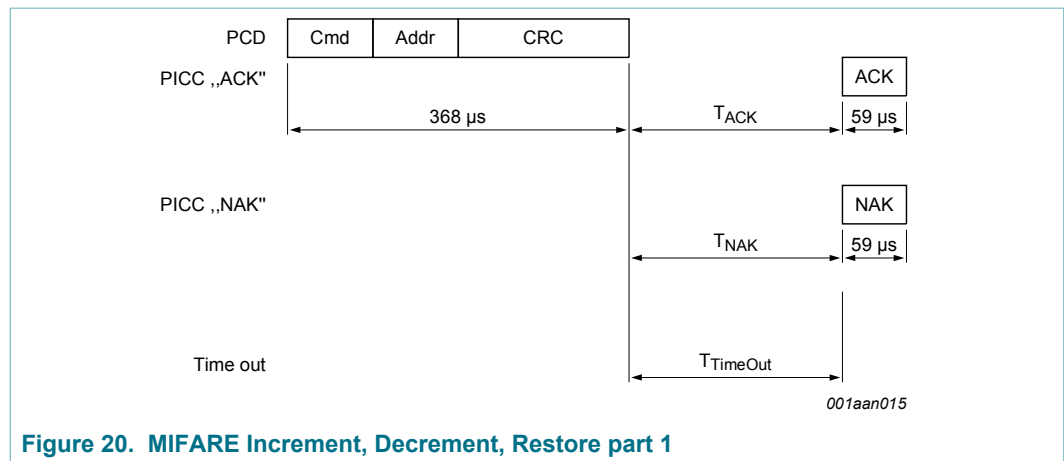 PCD Cmd Addr CRC
PICC ,,ACK" ACK
368 µs TACK 59 µs
PICC ,,NAK" NAK
TNAK 59 µs
Time out TTimeOut
001aan015
Figure 20. MIFARE Increment, Decrement, Restore part 1